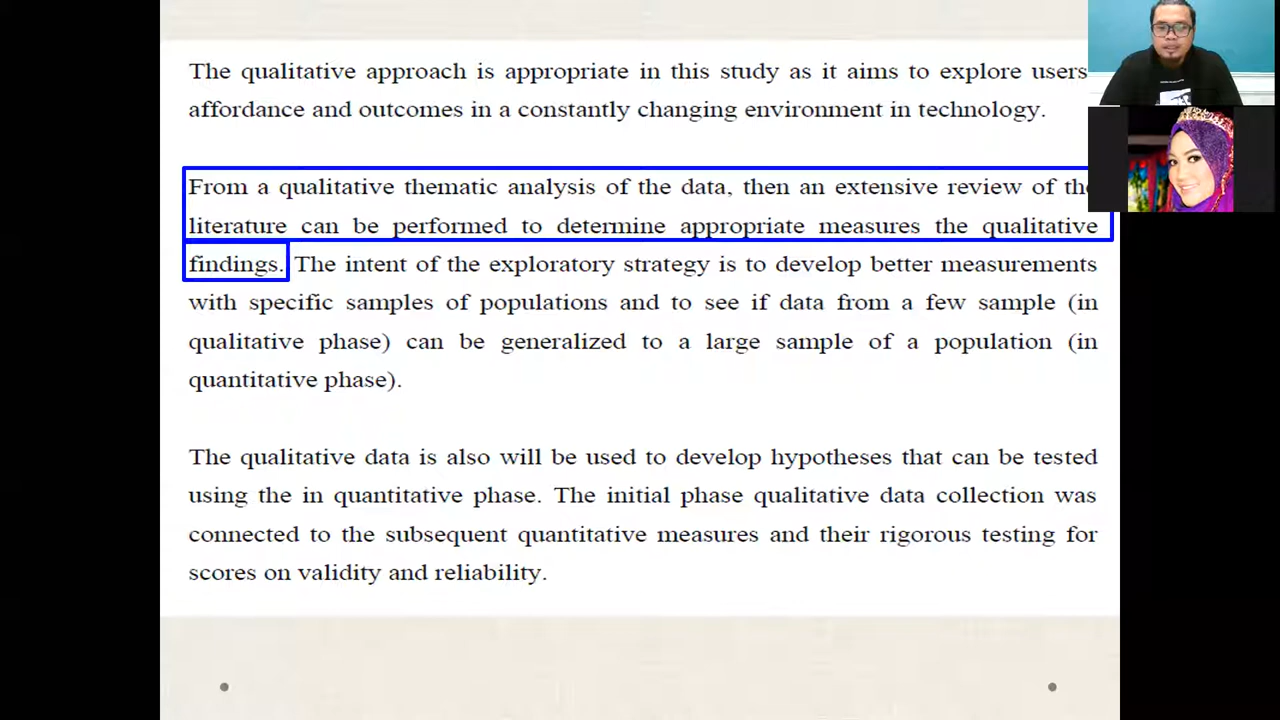 The qualitative approach is appropriate in this study as it aims to explore users
affordance and outcomes in a constantly changing environment in technology.
From a qualitative thematic analysis of the data, then an extensive review of the
literature can be performed to determine appropriate measures the qualitative
findings. The intent of the exploratory strategy is to develop better measurements
with specific samples of populations and to see if data from a few sample (in
qualitative phase) can be generalized to a large sample of a population (in
quantitative phase).
The qualitative data is also will be used to develop hypotheses that can be tested
using the in quantitative phase. The initial phase qualitative data collection was
connected to the subsequent quantitative measures and their rigorous testing for
scores on validity and reliability.